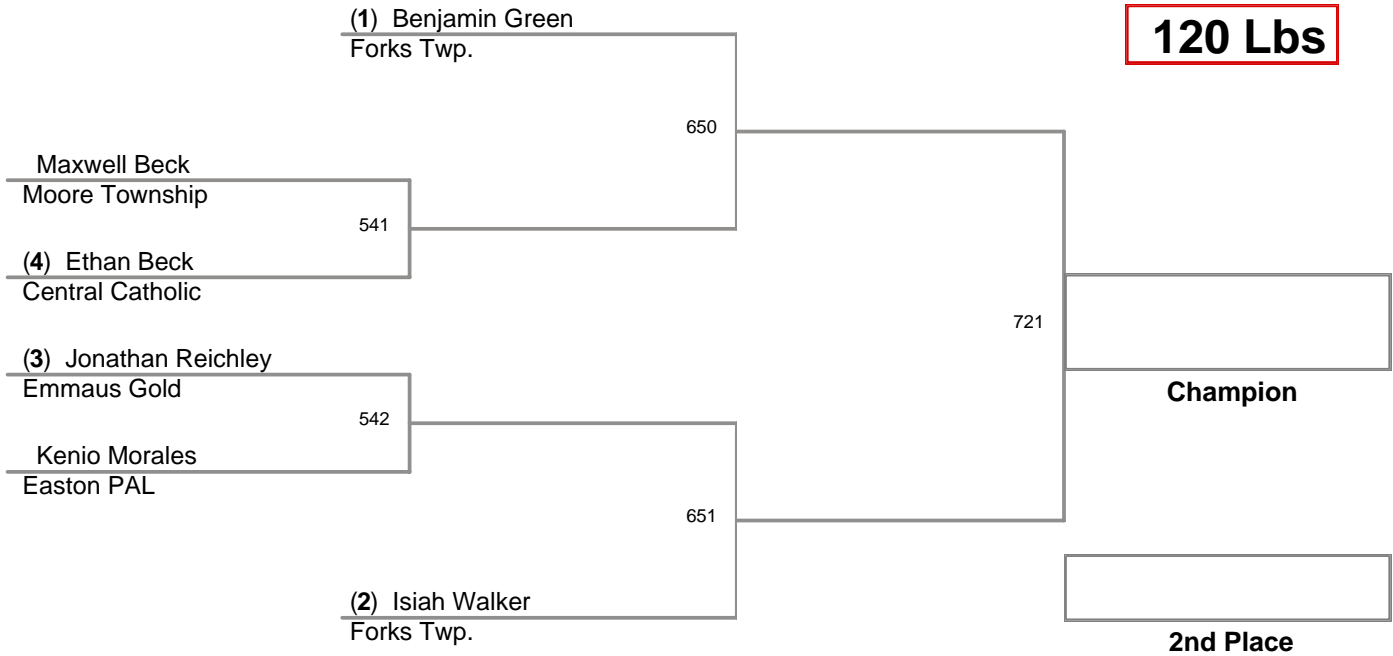 (1) Benjamin Green
Forks Twp.
120 Lbs
650
Maxwell Beck
Moore Township
541
(4) Ethan Beck
Central Catholic
721
(3) Jonathan Reichley
Emmaus Gold
Champion
542
Kenio Morales
Easton PAL
651
(2) Isiah Walker
Forks Twp.
2nd Place